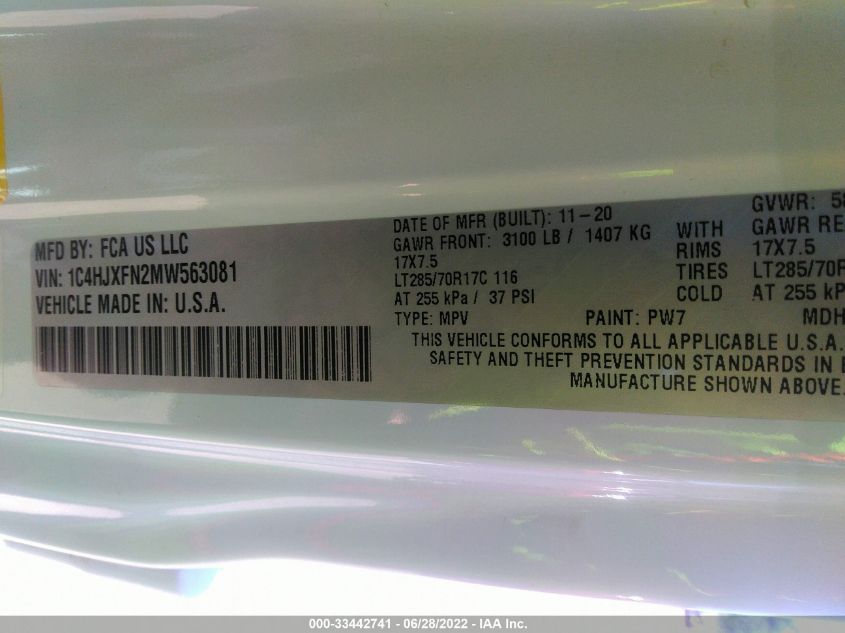 MFD BY: FCA US LLC
VIN: 1C4HJXFN2MW563081
VEHICLE MADE IN: U.S.A.
DATE OF MFR (BUILT): 11-20
GAWR FRONT: 3100 LB / 1407 KG
17X7.5
LT285/70R17C 116
AT 255 kPa / 37 PSI
WITH
RIMS
TIRES
COLD
GVWR: 58
GAWR RE
17X7.5
LT285/70R
AT 255 kP
TYPE: MPV PAINT: PW7 MDH
THIS VEHICLE CONFORMS TO ALL APPLICABLE U.S.A.
SAFETY AND THEFT PREVENTION STANDARDS IN E
MANUFACTURE SHOWN ABOVE.
000-33442741 - 06/28/2022 - IAA Inc.